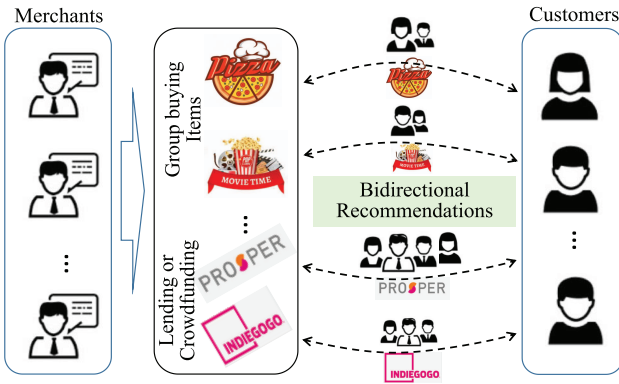 Merchants
Customers
Group buying
Items
Pizza
MOVIE TIME
...
Lending or
Crowdfunding
PROSPER
INDIEGOGO
Pizza
MOVIE TIME
Bidirectional
Recommendations
PROSPER
INDIEGOGO